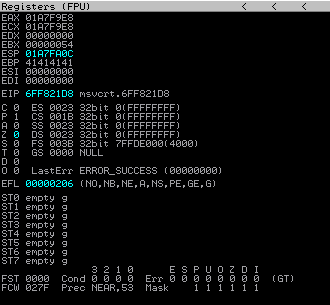 Registers (FPU) < < <
EAX 01A7F9E8
ECX 01A7F9E8
EDX 00000000
EBX 00000054
ESP 01A7FA0C
EBP 41414141
ESI 00000000
EDI 00000000
EIP 6FF821D8 msvcrt.6FF821D8
C 0 ES 0023 32bit 0(FFFFFFFF)
P 1 CS 001B 32bit 0(FFFFFFFF)
A 0 SS 0023 32bit 0(FFFFFFFF)
Z 0 DS 0023 32bit 0(FFFFFFFF)
S 0 FS 003B 32bit 7FFDE000(4000)
T 0 GS 0000 NULL
D 0
O 0 LastErr ERROR_SUCCESS (00000000)
EFL 00000206 (NO,NB,NE,A,NS,PE,GE,G)
ST0 empty g
ST1 empty g
ST2 empty g
ST3 empty g
ST4 empty g
ST5 empty g
ST6 empty g
ST7 empty g
3 2 1 0 E S P U O Z D I
FST 0000 Cond 0 0 0 0 Err 0 0 0 0 0 0 0 0 (GT)
FCW 027F Prec NEAR,53 Mask 1 1 1 1 1 1